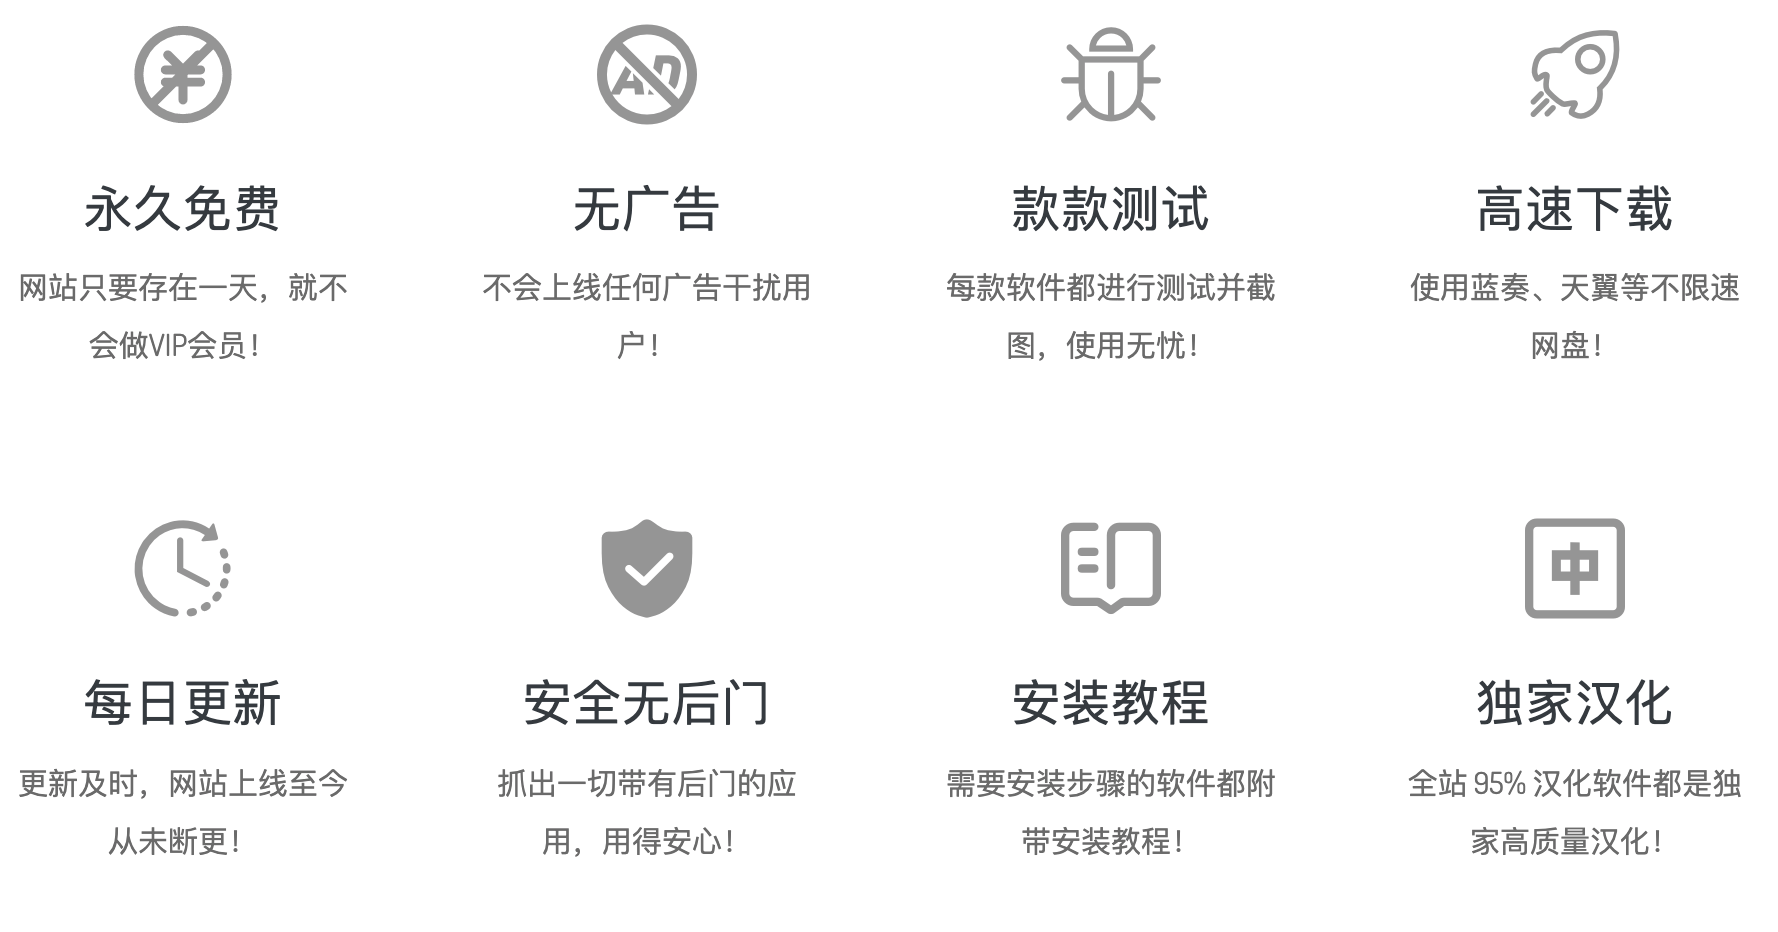 ¥
AD
永久免费
无广告
款款测试
高速下载
网站只要存在一天，就不
会做VIP会员！
不会上线任何广告干扰用
户！
每款软件都进行测试并截
图，使用无忧！
使用蓝奏、天翼等不限速
网盘！
中
每日更新
安全无后门
安装教程
独家汉化
更新及时，网站上线至今
从未断更！
抓出一切带有后门的应
用，用得安心！
需要安装步骤的软件都附
带安装教程！
全站 95% 汉化软件都是独
家高质量汉化！